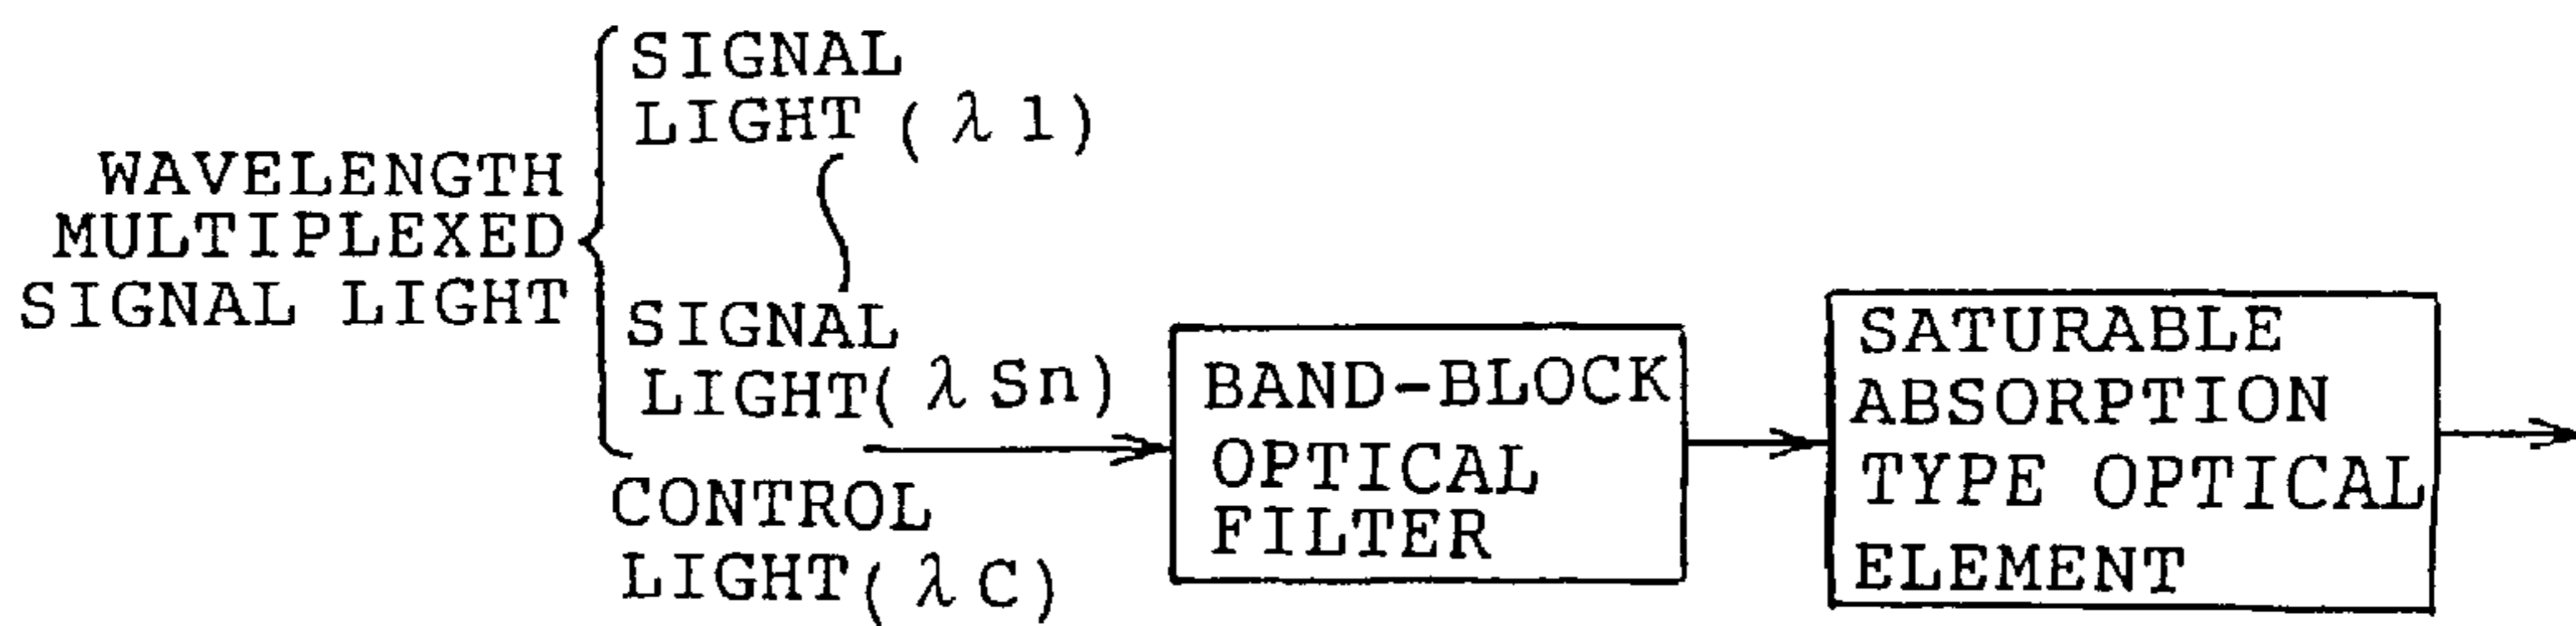 WAVELENGTH
MULTIPLEXED
SIGNAL LIGHT
SIGNAL
LIGHT (λ1)
SIGNAL
LIGHT(λSn)
CONTROL
LIGHT(λC)
BAND-BLOCK
OPTICAL
FILTER
SATURABLE
ABSORPTION
TYPE OPTICAL
ELEMENT